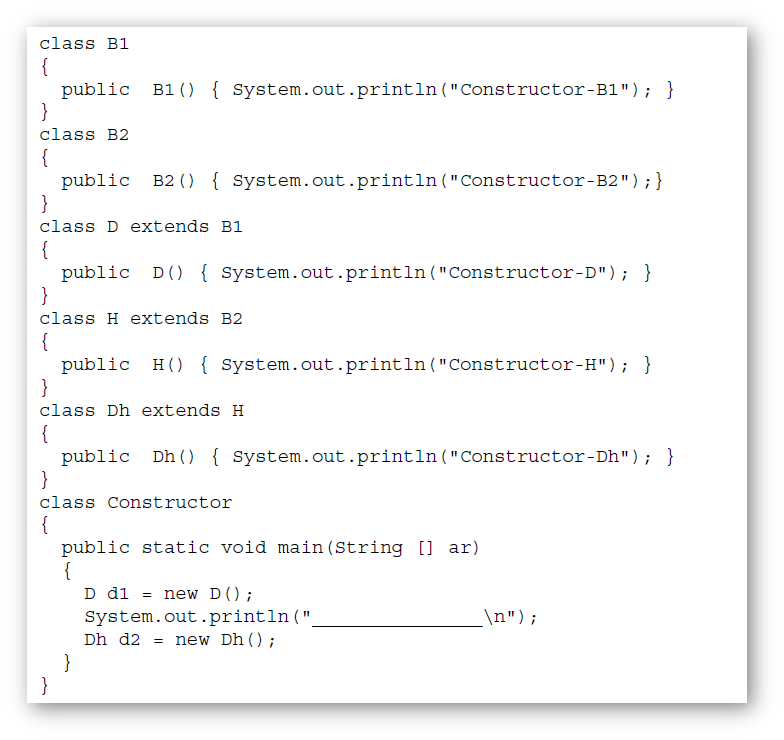 class B1
{
  public  B1() { System.out.println("Constructor-B1"); }
}
class B2
{
  public  B2() { System.out.println("Constructor-B2");}
}
class D extends B1
{
  public  D() { System.out.println("Constructor-D"); }
}
class H extends B2
{
  public  H() { System.out.println("Constructor-H"); }
}
class Dh extends H
{
  public  Dh() { System.out.println("Constructor-Dh"); }
}
class Constructor
{
  public static void main(String [] ar)
  {
    D d1 = new D();
    System.out.println("_______________\n");
    Dh d2 = new Dh();
  }
}